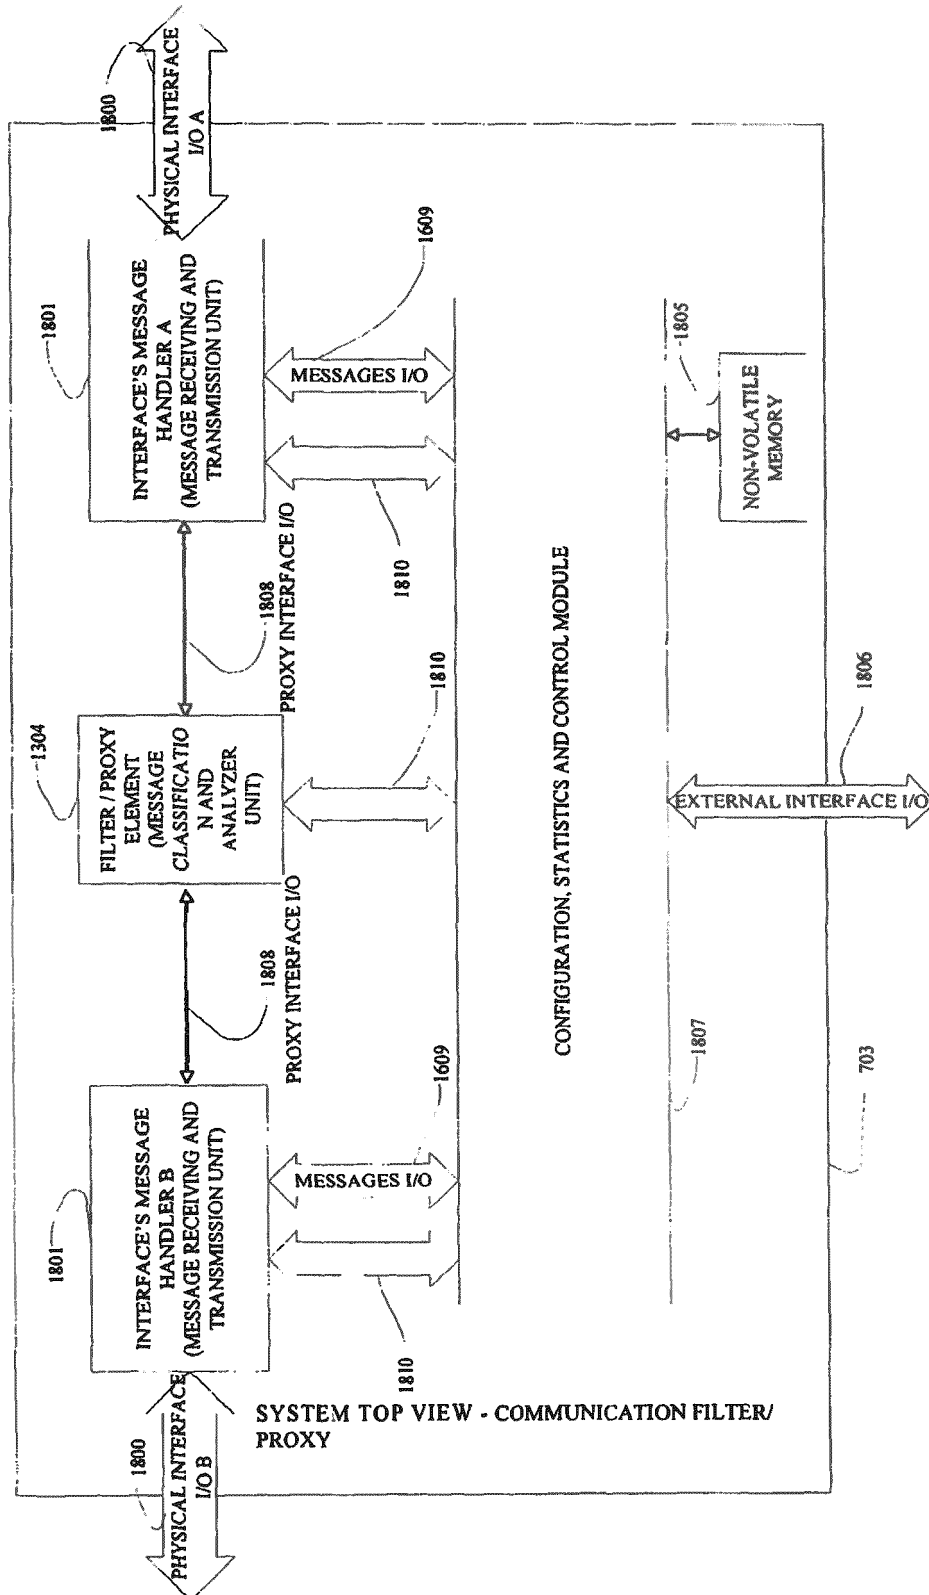 1800
PHYSICAL INTERFACE
I/O A
1801
INTERFACE'S MESSAGE
HANDLER A
(MESSAGE RECEIVING AND
TRANSMISSION UNIT)
1609
MESSAGES I/O
1810
1808
PROXY INTERFACE I/O
1304
FILTER / PROXY
ELEMENT
(MESSAGE
CLASSIFICATIO
N AND
ANALYZER
UNIT)
1810
1808
PROXY INTERFACE I/O
1801
INTERFACE'S MESSAGE
HANDLER B
(MESSAGE RECEIVING AND
TRANSMISSION UNIT)
1609
MESSAGES I/O
1810
1800
PHYSICAL INTERFACE
I/O B
CONFIGURATION, STATISTICS AND CONTROL MODULE
1805
NON-VOLATILE
MEMORY
1806
EXTERNAL INTERFACE I/O
1807
703
SYSTEM TOP VIEW - COMMUNICATION FILTER/
PROXY